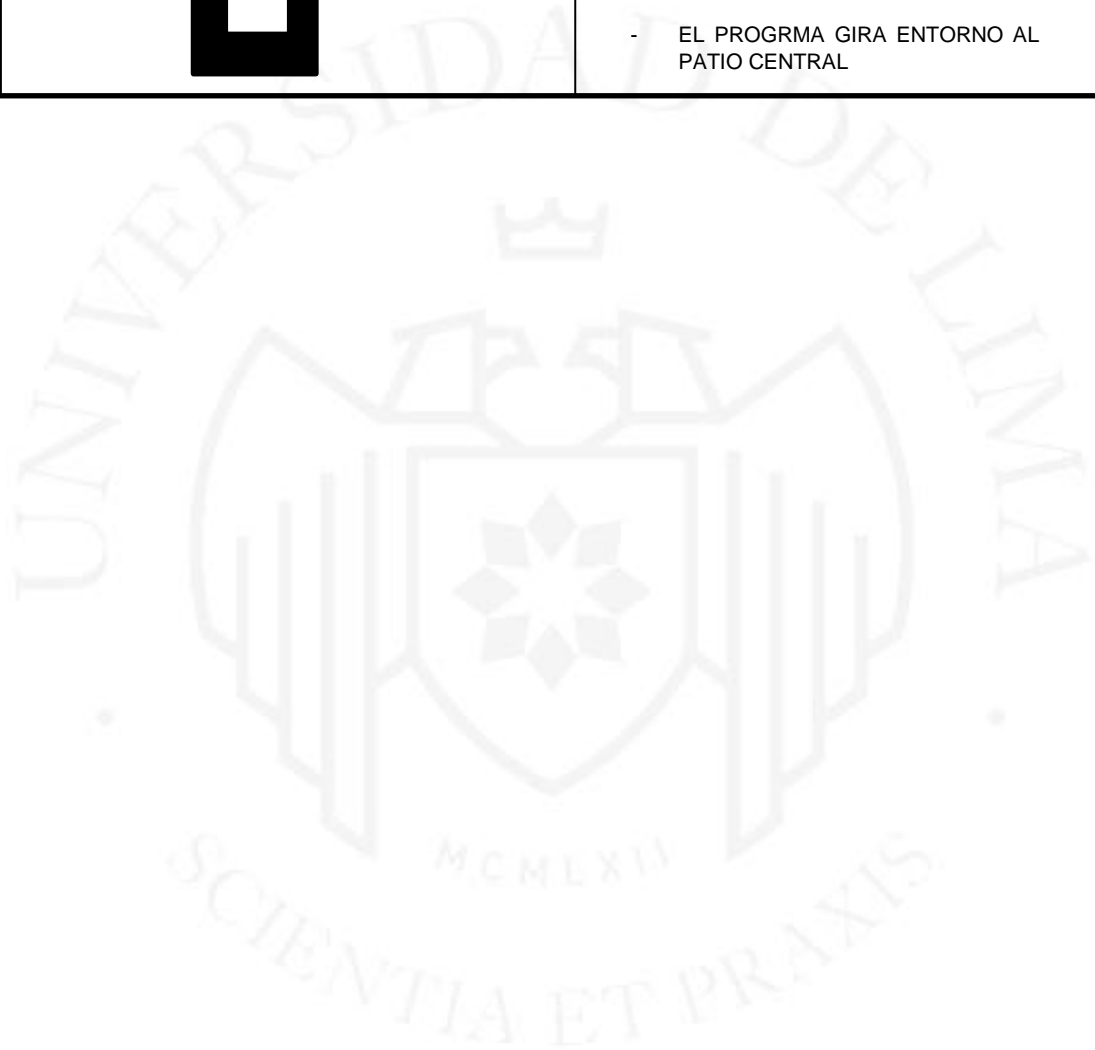 - EL PROGRMA GIRA ENTORNO AL
PATIO CENTRAL
UNIVERSIDAD DE LIMA
MCMLXII
SCIENTIA ET PRAXIS